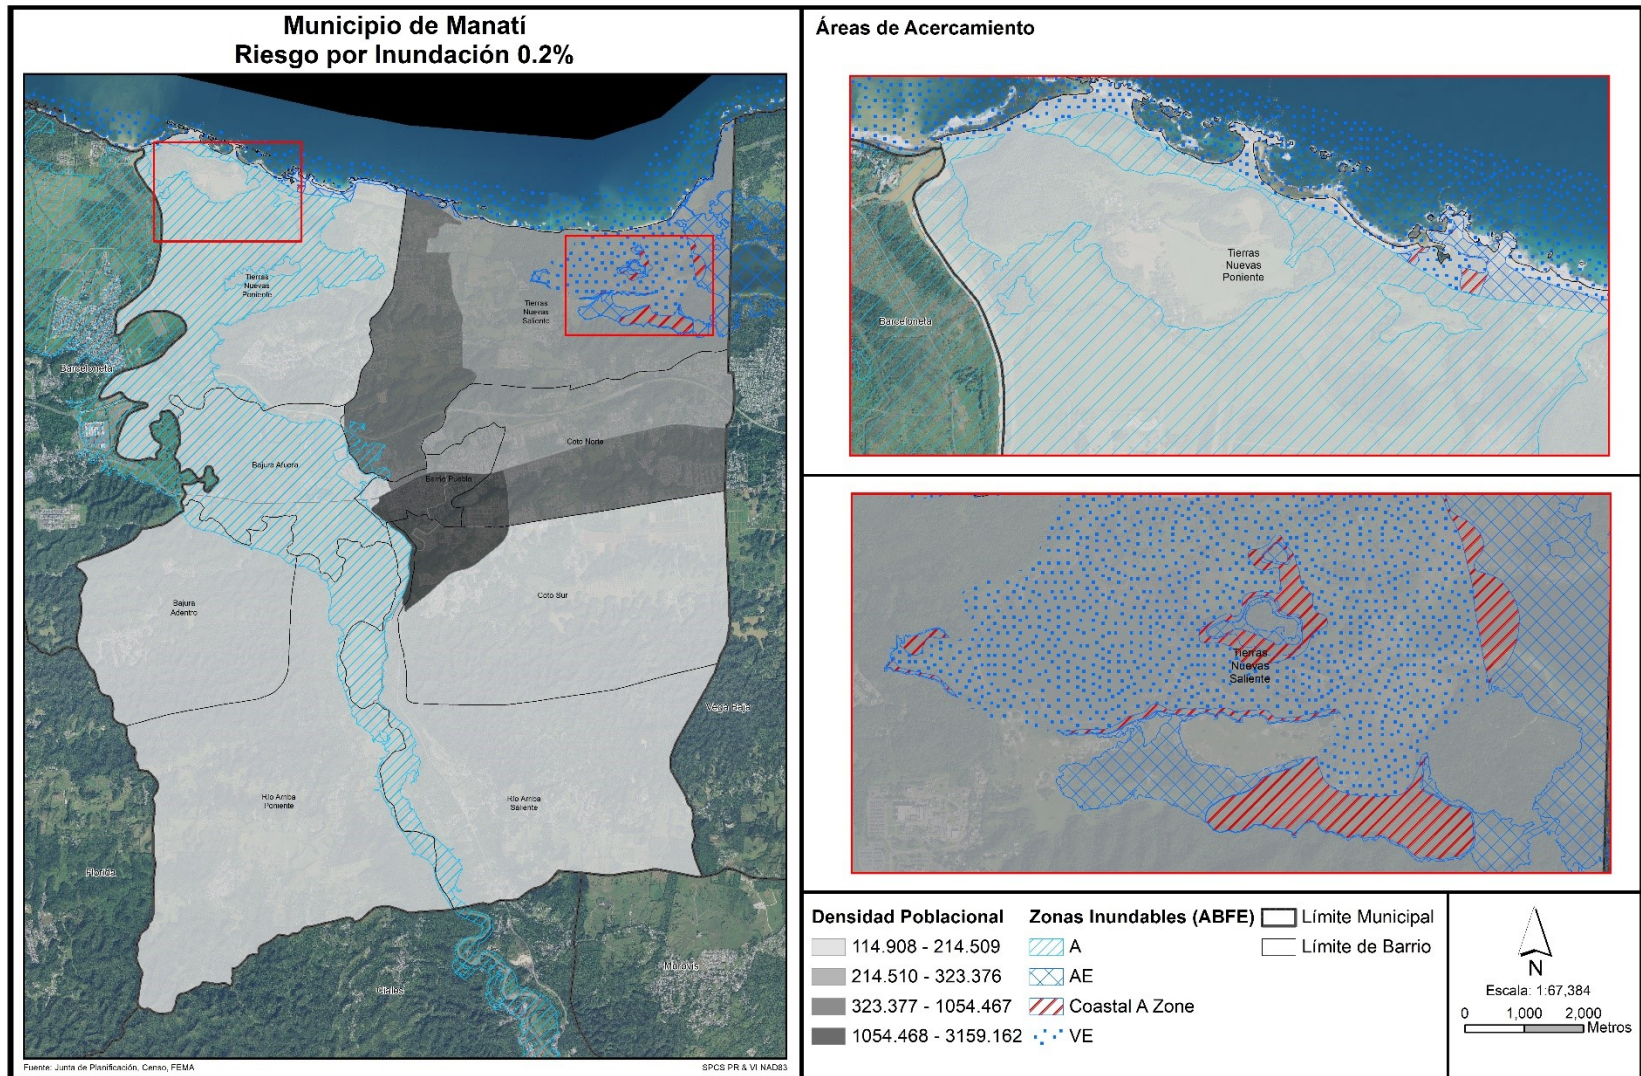 Municipio de Manatí
Riesgo por Inundación 0.2%
Tierras
Nuevas
Poniente
Tierras
Nuevas
Saliente
Barceloneta
Bajura Afuera
Coto Norte
Barrio Pueblo
Bajura
Adentro
Coto Sur
Vega Baja
Río Arriba
Poniente
Río Arriba
Saliente
Florida
Ciales
Morovis
Fuente: Junta de Planificación, Censo, FEMA
SPCS PR & VI NAD83
Áreas de Acercamiento
Tierras
Nuevas
Poniente
Barceloneta
Tierras
Nuevas
Saliente
Densidad Poblacional
114.908 - 214.509
214.510 - 323.376
323.377 - 1054.467
1054.468 - 3159.162
Zonas Inundables (ABFE)
A
AE
Coastal A Zone
VE
Límite Municipal
Límite de Barrio
N
Escala: 1:67,384
0 1,000 2,000
Metros